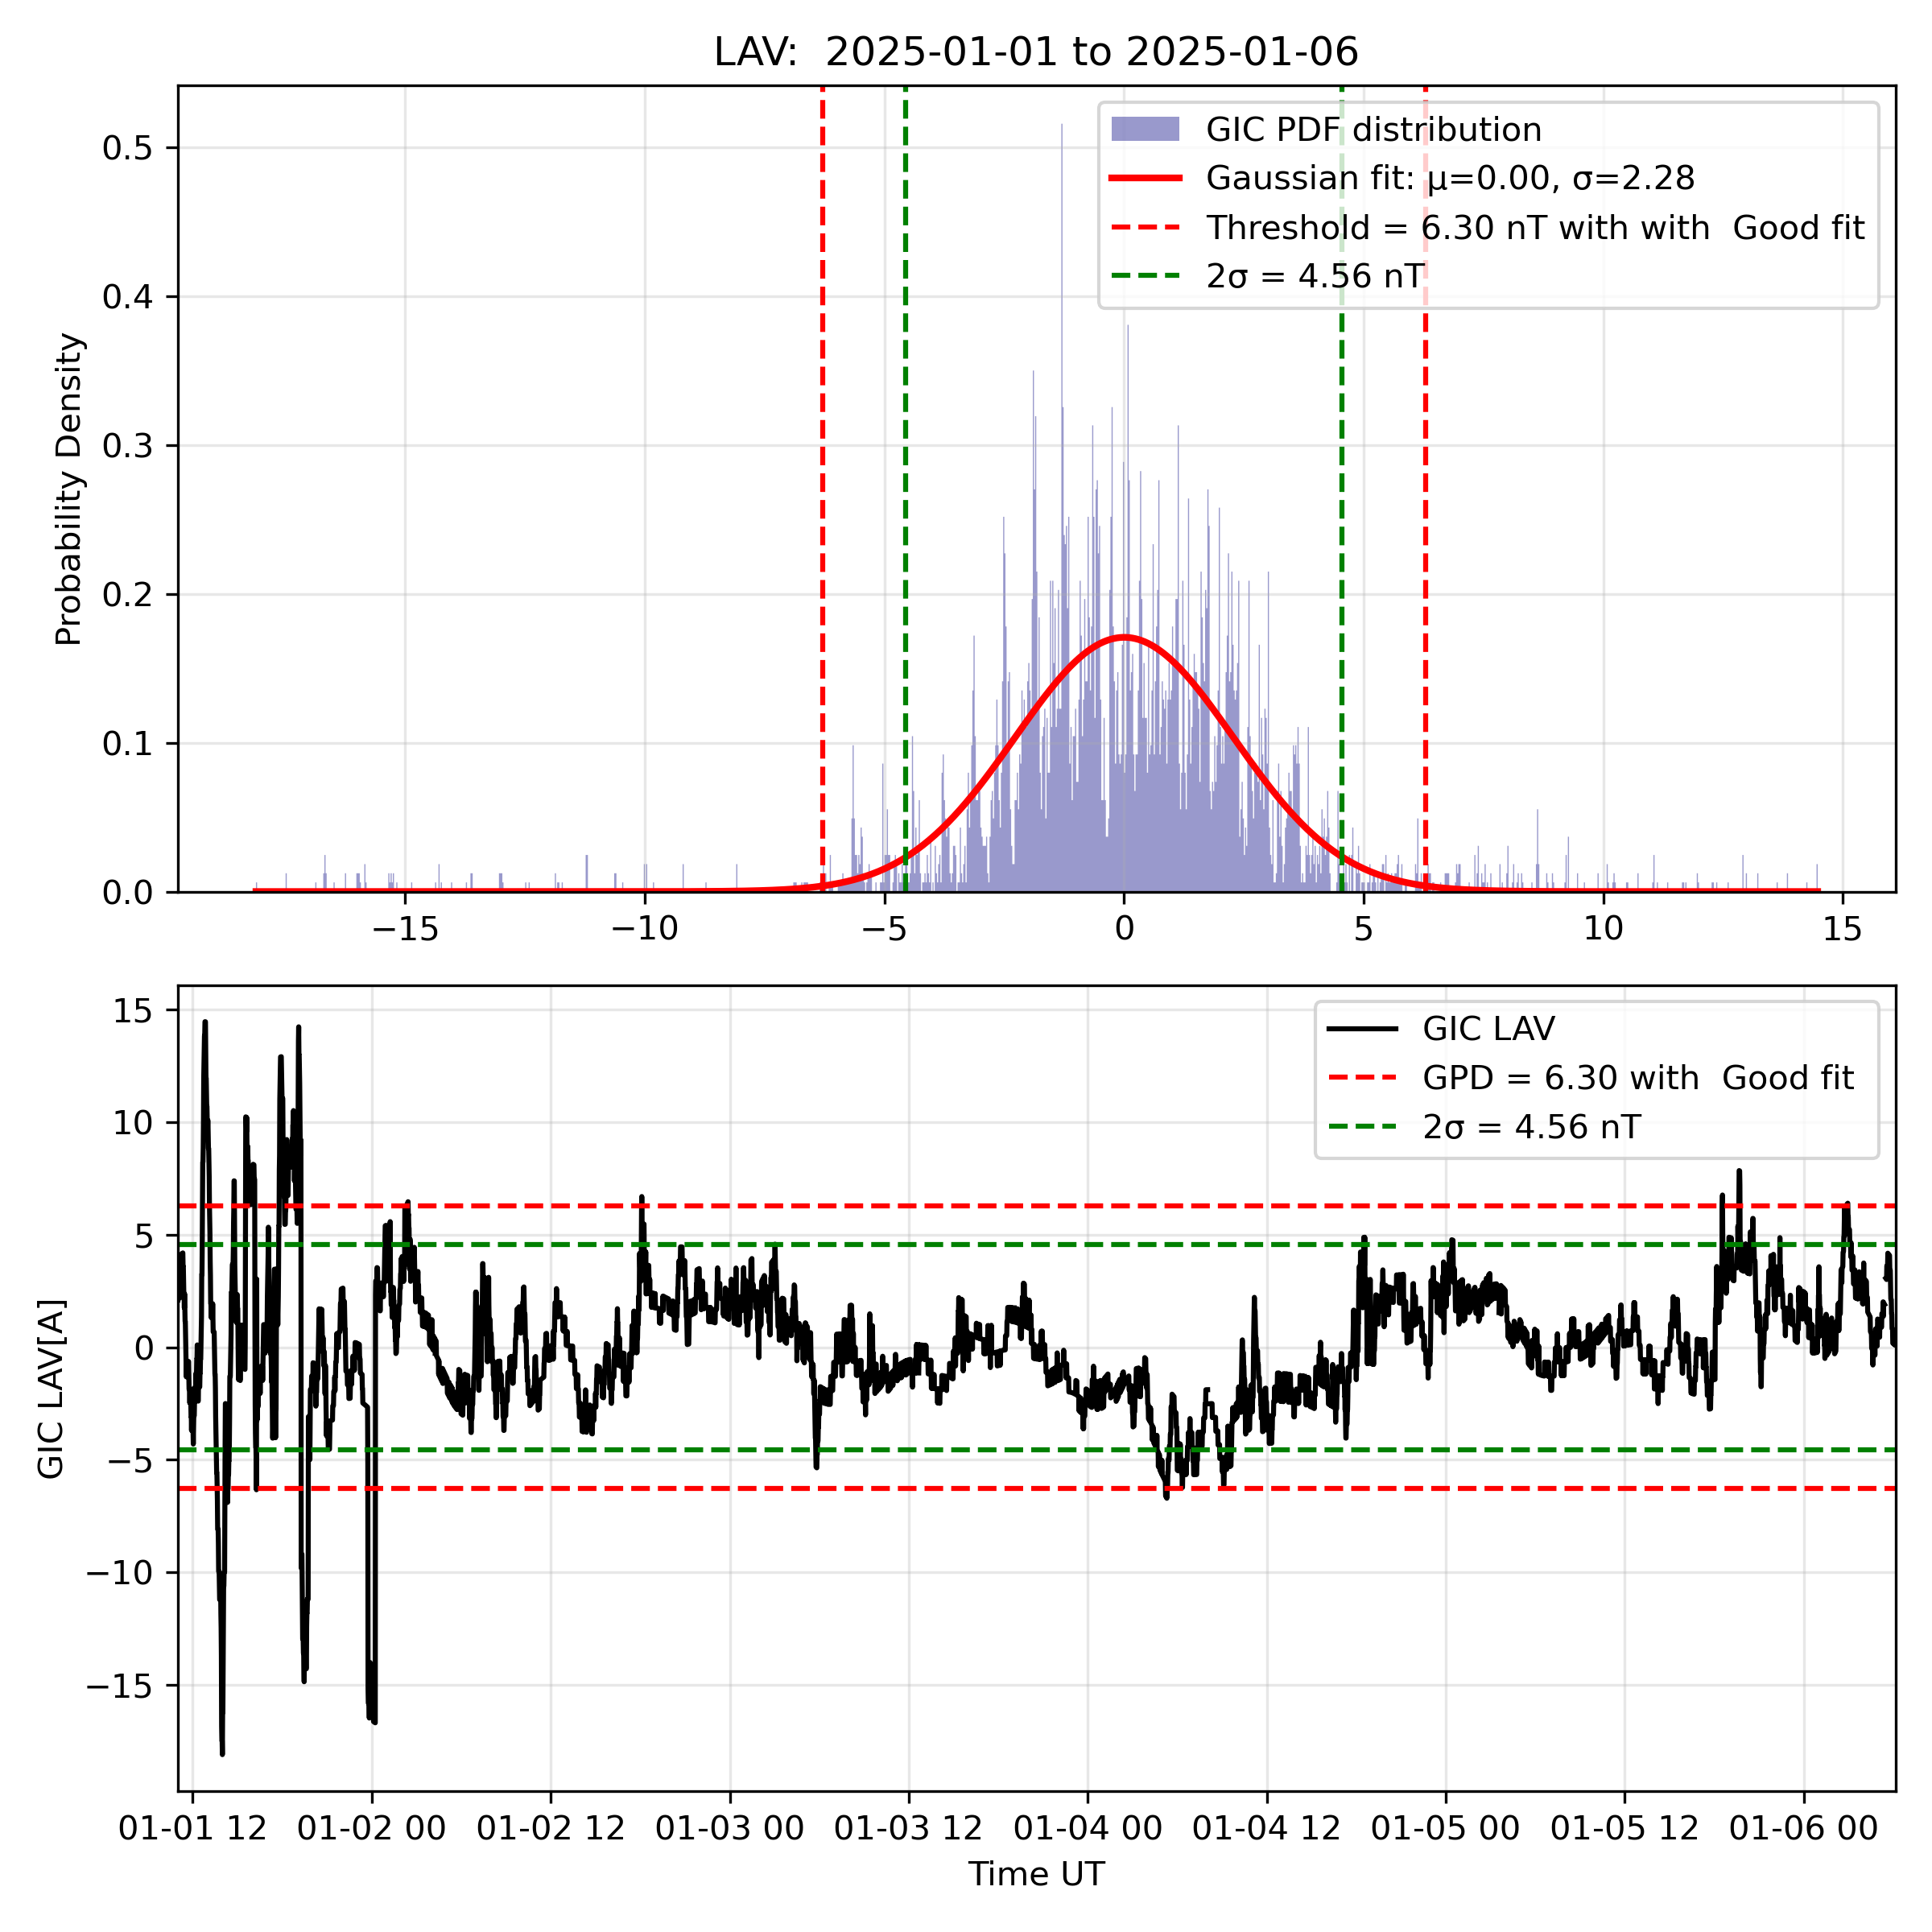 LAV:  2025-01-01 to 2025-01-06
GIC PDF distribution
Gaussian fit: μ=0.00, σ=2.28
Threshold = 6.30 nT with with  Good fit
2σ = 4.56 nT
Probability Density
0.5
0.4
0.3
0.2
0.1
0.0
−15 −10 −5 0 5 10 15
GIC LAV
GPD = 6.30 with  Good fit
2σ = 4.56 nT
GIC LAV[A]
15
10
5
0
−5
−10
−15
01-01 12 01-02 00 01-02 12 01-03 00 01-03 12 01-04 00 01-04 12 01-05 00 01-05 12 01-06 00
Time UT